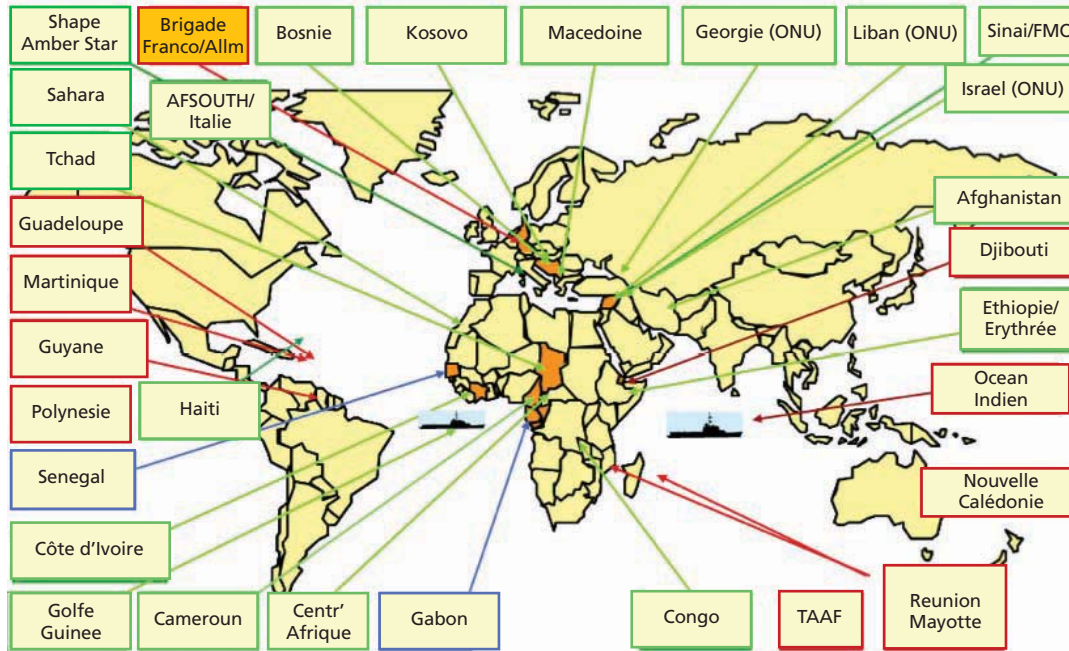 Shape
Amber Star
Brigade
Franco/Allm
Bosnie
Kosovo
Macedoine
Georgie (ONU)
Liban (ONU)
Sinai/FMO
Sahara
AFSOUTH/
Italie
Israel (ONU)
Tchad
Afghanistan
Guadeloupe
Djibouti
Martinique
Ethiopie/
Erythrée
Guyane
Ocean
Indien
Polynesie
Haiti
Senegal
Nouvelle
Calédonie
Côte d'Ivoire
Golfe
Guinee
Cameroun
Centr'
Afrique
Gabon
Congo
TAAF
Reunion
Mayotte